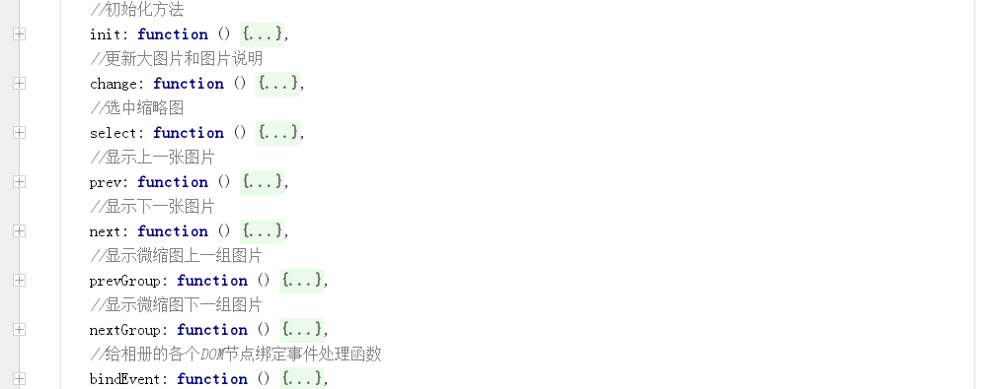 //初始化方法
init: function () {...},
//更新大图片和图片说明
change: function () {...},
//选中缩略图
select: function () {...},
//显示上一张图片
prev: function () {...},
//显示下一张图片
next: function () {...},
//显示微缩图上一组图片
prevGroup: function () {...},
//显示微缩图下一组图片
nextGroup: function () {...},
//给相册的各个DOM节点绑定事件处理函数
bindEvent: function () {...},